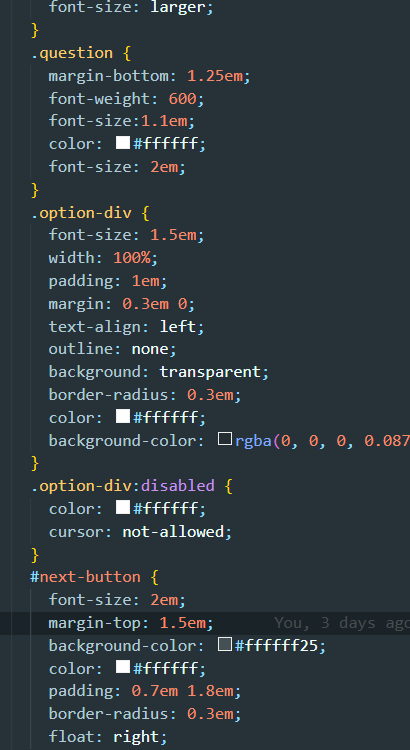 font-size: larger;
}
.question {
margin-bottom: 1.25em;
font-weight: 600;
font-size:1.1em;
color: #ffffff;
font-size: 2em;
}
.option-div {
font-size: 1.5em;
width: 100%;
padding: 1em;
margin: 0.3em 0;
text-align: left;
outline: none;
background: transparent;
border-radius: 0.3em;
color: #ffffff;
background-color: rgba(0, 0, 0, 0.087
}
.option-div:disabled {
color: #ffffff;
cursor: not-allowed;
}
#next-button {
font-size: 2em;
margin-top: 1.5em; You, 3 days ago
background-color: #ffffff25;
color: #ffffff;
padding: 0.7em 1.8em;
border-radius: 0.3em;
float: right;